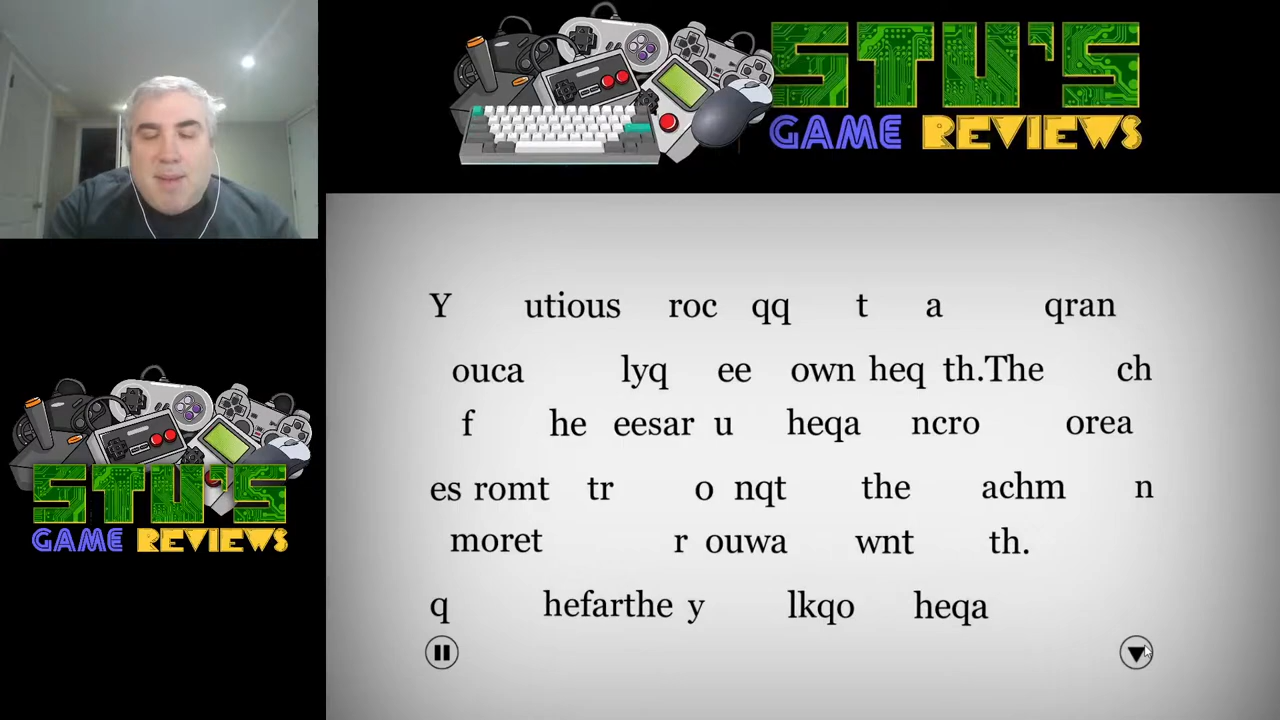 STU'S
GAME REVIEWS
Y utious roc qq t a qran
ouca lyq ee own heq th.The ch
f he eesar u heqa ncro orea
es romt tr o nqt the achm n
moret r ouwa wnt th.
q hefarthe y lkqo heqa
STU'S
GAME REVIEWS